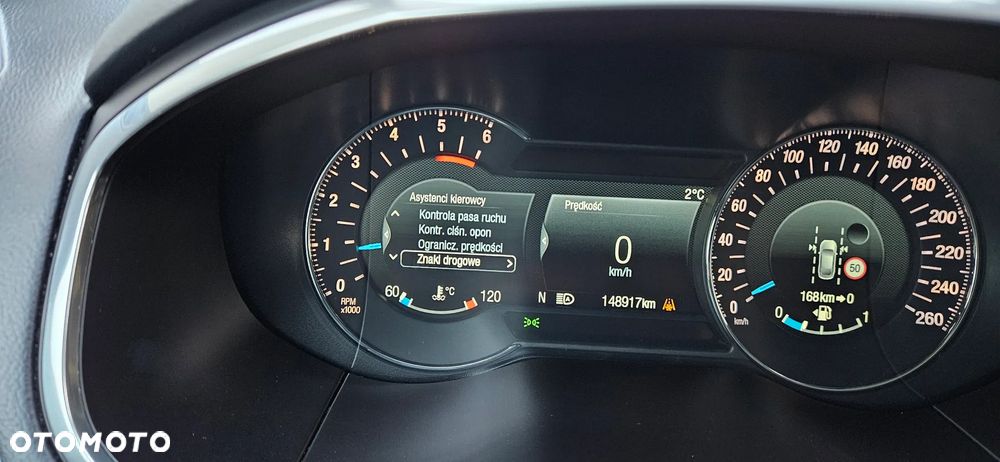 0 1 2 3 4 5 6
RPM
x1000
Asystenci kierowcy
Kontrola pasa ruchu
Kontr. ciśn. opon
Ogranicz. prędkości
Znaki drogowe >
60 °C 120
2°C
Prędkość
0
km/h
N
148917km
0 20 40 60 80 100 120 140 160 180 200 220 240 260
km/h
50
168km→0
0 1
OTOMOTO